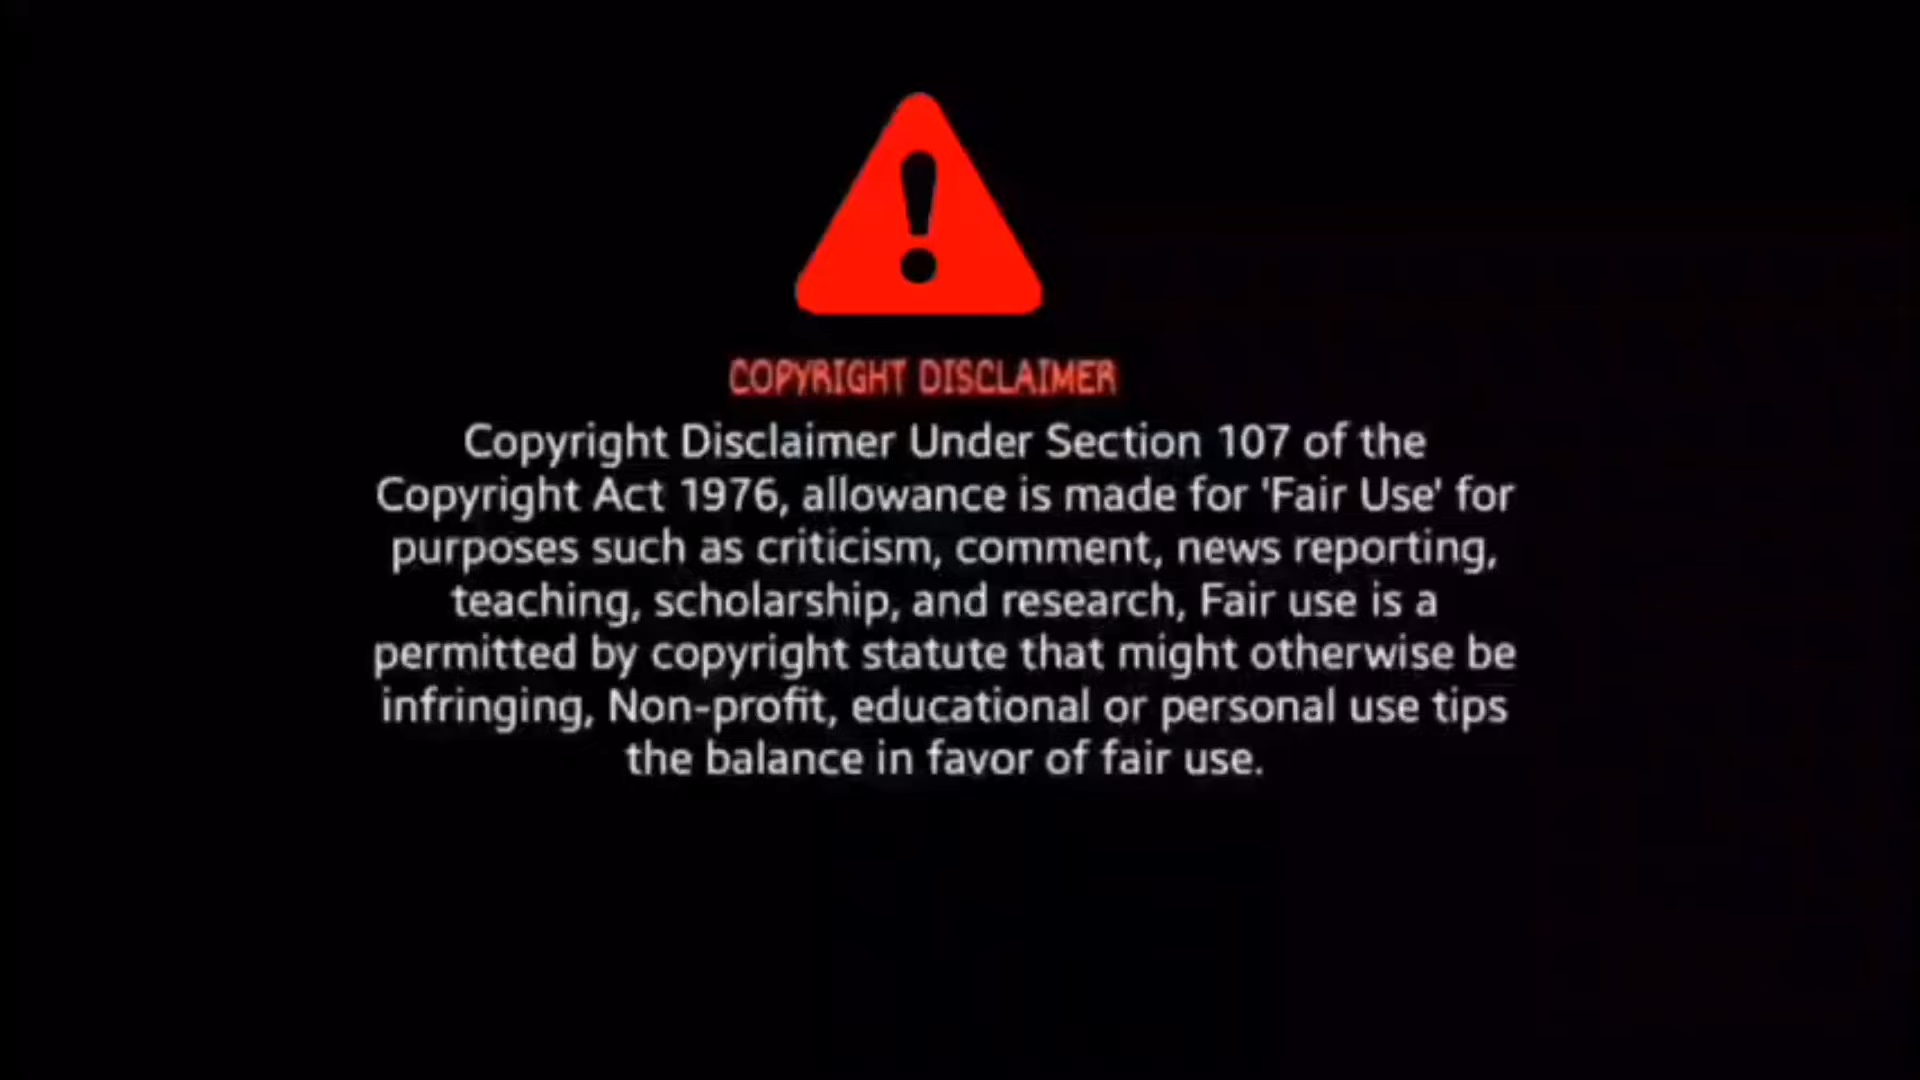 COPYRIGHT DISCLAIMER
Copyright Disclaimer Under Section 107 of the
Copyright Act 1976, allowance is made for 'Fair Use' for
purposes such as criticism, comment, news reporting,
teaching, scholarship, and research, Fair use is a
permitted by copyright statute that might otherwise be
infringing, Non-profit, educational or personal use tips
the balance in favor of fair use.